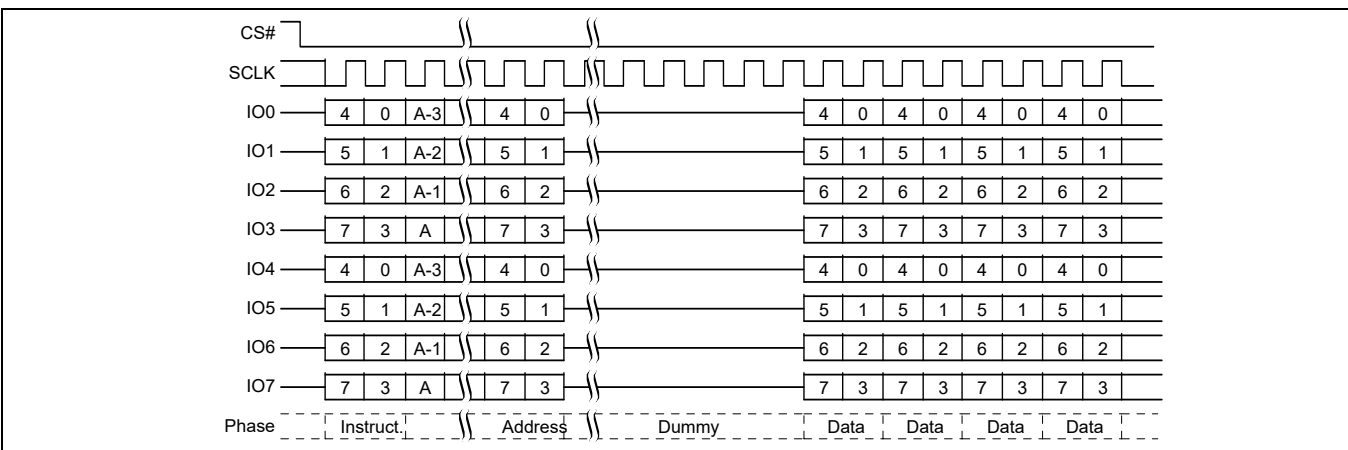 CS#
SCLK
IO0 4 0 A-3 4 0 4 0 4 0 4 0 4 0
IO1 5 1 A-2 5 1 5 1 5 1 5 1 5 1
IO2 6 2 A-1 6 2 6 2 6 2 6 2 6 2
IO3 7 3 A 7 3 7 3 7 3 7 3 7 3
IO4 4 0 A-3 4 0 4 0 4 0 4 0 4 0
IO5 5 1 A-2 5 1 5 1 5 1 5 1 5 1
IO6 6 2 A-1 6 2 6 2 6 2 6 2 6 2
IO7 7 3 A 7 3 7 3 7 3 7 3 7 3
Phase Instruct. Address Dummy Data Data Data Data